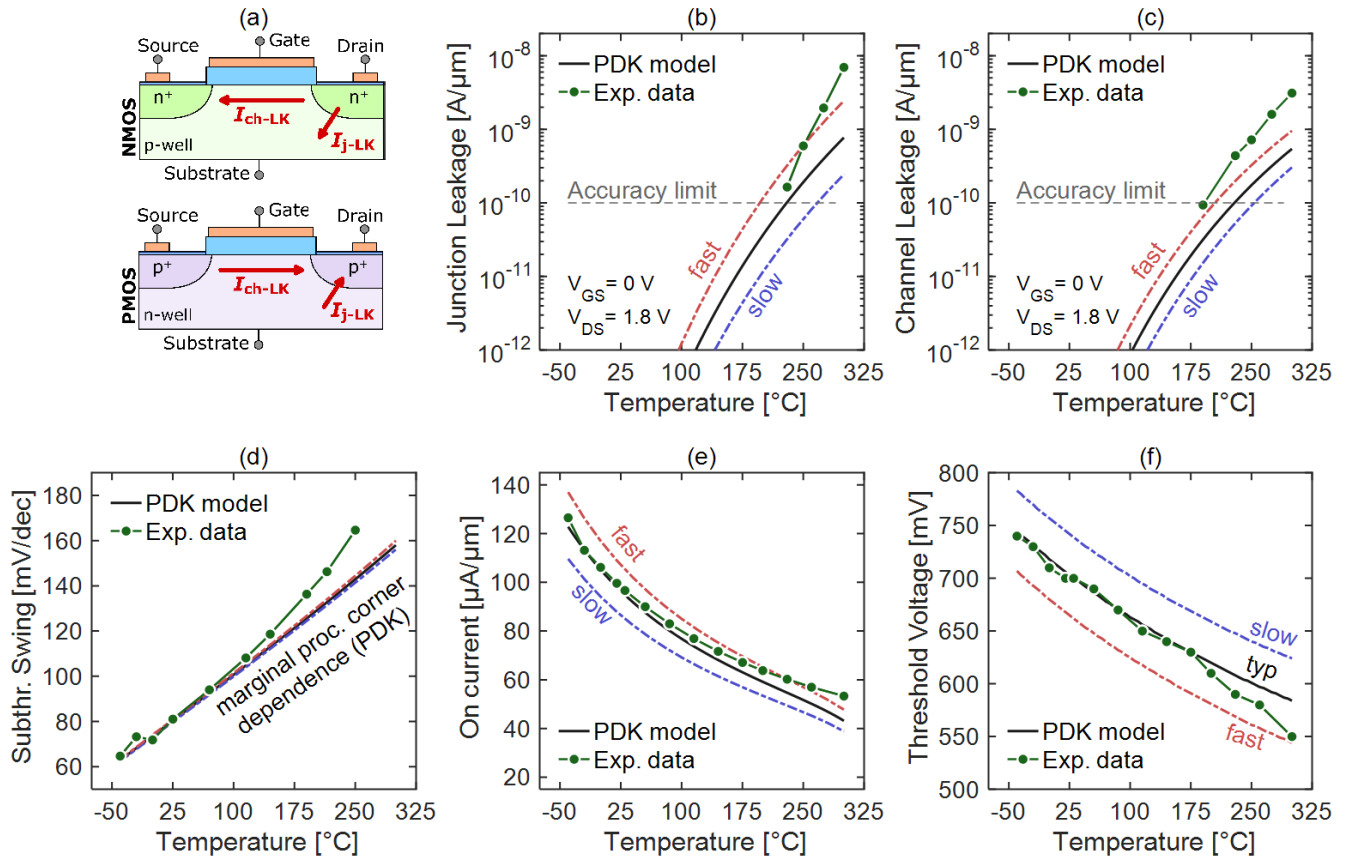 (a)
Source
Gate
Drain
n+
n+
I_ch-LK
I_j-LK
p-well
NMOS
Substrate
Source
Gate
Drain
p+
p+
I_ch-LK
I_j-LK
n-well
PMOS
Substrate
(b)
PDK model
Exp. data
Accuracy limit
fast
slow
V_GS= 0 V
V_DS= 1.8 V
Junction Leakage [A/µm]
10^-8
10^-9
10^-10
10^-11
10^-12
-50 25 100 175 250 325
Temperature [°C]
(c)
PDK model
Exp. data
Accuracy limit
fast
slow
V_GS= 0 V
V_DS= 1.8 V
Channel Leakage [A/µm]
10^-8
10^-9
10^-10
10^-11
10^-12
-50 25 100 175 250 325
Temperature [°C]
(d)
PDK model
Exp. data
marginal proc. corner
dependence (PDK)
Subthr. Swing [mV/dec]
180
160
140
120
100
80
60
-50 25 100 175 250 325
Temperature [°C]
(e)
fast
slow
PDK model
Exp. data
On current [µA/µm]
140
120
100
80
60
40
20
-50 25 100 175 250 325
Temperature [°C]
(f)
slow
typ
fast
PDK model
Exp. data
Threshold Voltage [mV]
800
750
700
650
600
550
500
-50 25 100 175 250 325
Temperature [°C]